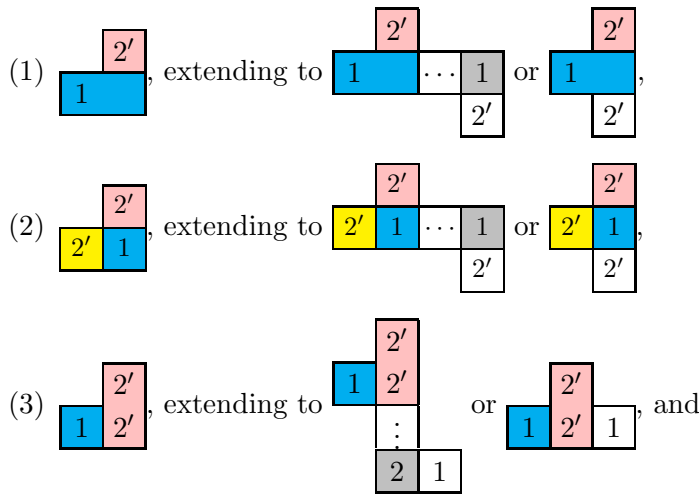 2′ 2′ 2′
(1) 1 , extending to 1 ⋯ 1 or 1 ,
2′ 2′
2′ 2′ 2′
(2) 2′ 1 , extending to 2′ 1 ⋯ 1 or 2′ 1 ,
2′ 2′
2′
2′ 1 2′ 2′
(3) 1 2′ , extending to ⋮ or 1 2′ 1 , and
2 1